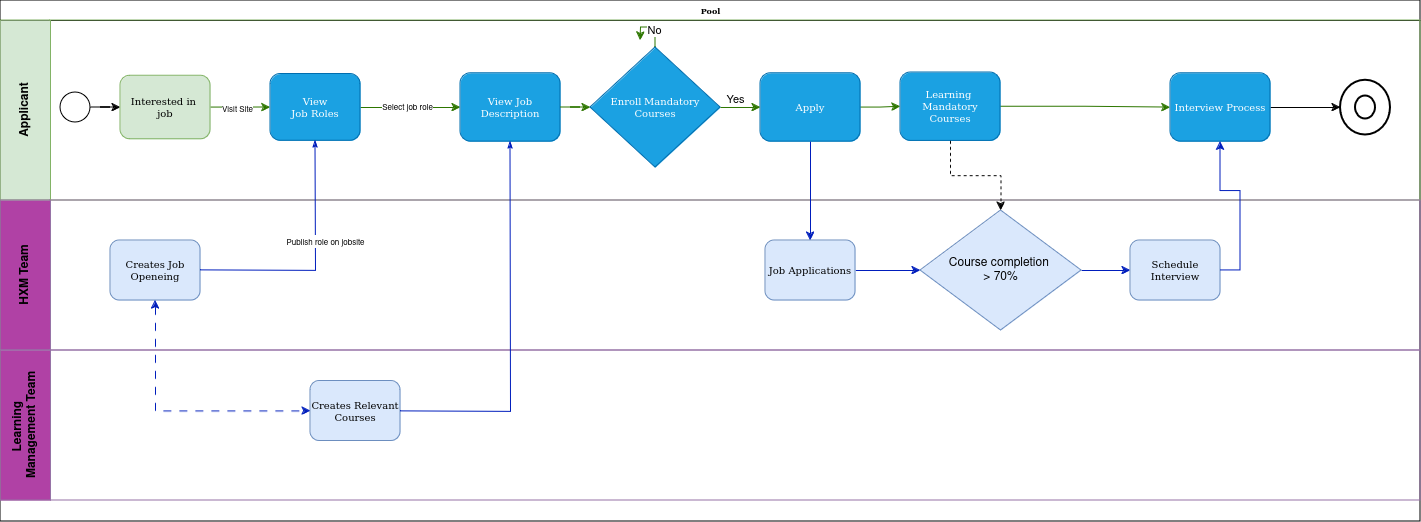 Pool
Applicant
No
Interested in
job
Visit Site
View
Job Roles
Select job role
View Job
Description
Enroll Mandatory
Courses
Yes
Apply
Learning
Mandatory
Courses
Interview Process
HXM Team
Publish role on jobsite
Creates Job
Openeing
Job Applications
Course completion
> 70%
Schedule
Interview
Learning
Management Team
Creates Relevant
Courses